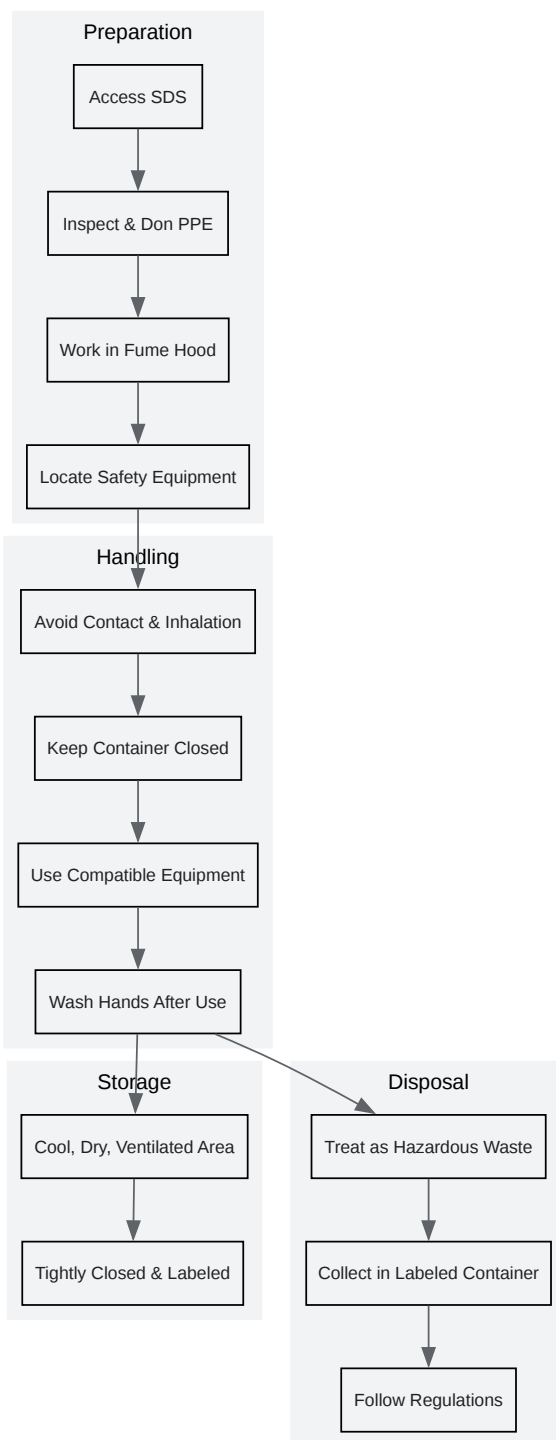 Preparation
Access SDS
Inspect & Don PPE
Work in Fume Hood
Locate Safety Equipment
Handling
Avoid Contact & Inhalation
Keep Container Closed
Use Compatible Equipment
Wash Hands After Use
Storage
Cool, Dry, Ventilated Area
Tightly Closed & Labeled
Disposal
Treat as Hazardous Waste
Collect in Labeled Container
Follow Regulations